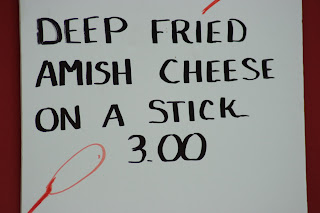 DEEP FRIED
AMISH CHEESE
ON A STICK
3.00